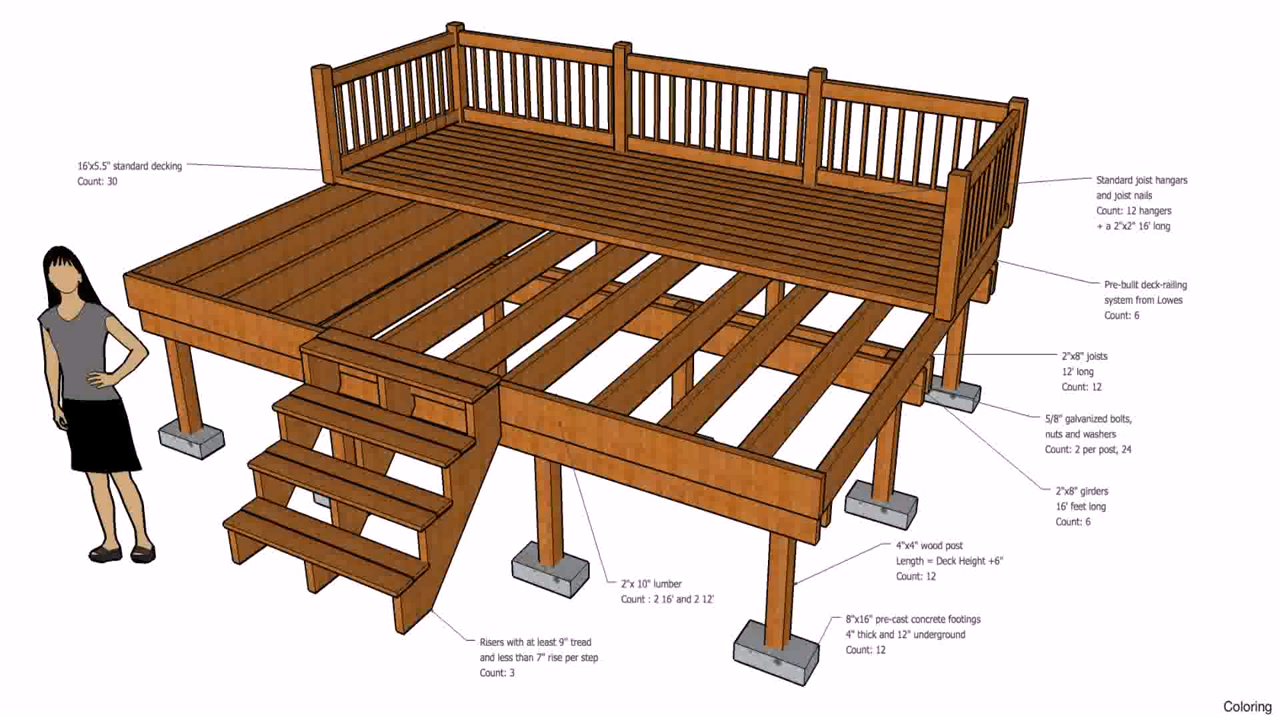 16'x5.5" standard decking
Count: 30
Standard joist hangars
and joist nails
Count: 12 hangers
+ a 2"x2" 16' long
Pre-built deck-railing
system from Lowes
Count: 6
2"x8" joists
12' long
Count: 12
5/8" galvanized bolts,
nuts and washers
Count: 2 per post, 24
2"x8" girders
16' feet long
Count: 6
4"x4" wood post
Length = Deck Height +6"
Count: 12
2"x 10" lumber
Count : 2 16' and 2 12'
8"x16" pre-cast concrete footings
4" thick and 12" underground
Count: 12
Risers with at least 9" tread
and less than 7" rise per step
Count: 3
Coloring